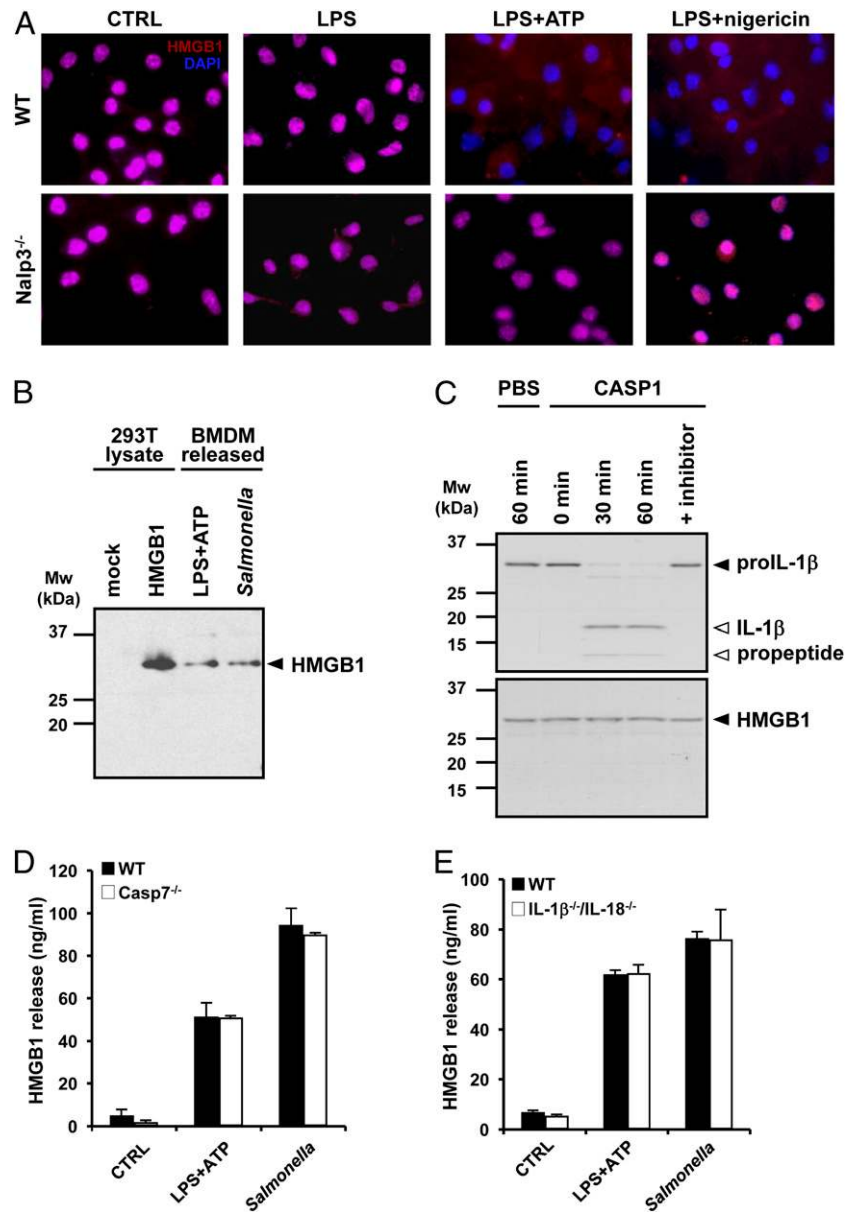 A
CTRL LPS LPS+ATP LPS+nigericin
HMGB1
DAPI
WT
Nalp3-/-
B
293T lysate BMDM released
mock HMGB1 LPS+ATP Salmonella
Mw (kDa)
37
25
20
HMGB1
C
PBS CASP1
60 min 0 min 30 min 60 min + inhibitor
Mw (kDa)
37
25
20
15
proIL-1β
IL-1β
propeptide
37
25
20
15
HMGB1
D
WT
Casp7-/-
HMGB1 release (ng/ml)
120
100
80
60
40
20
0
CTRL LPS+ATP Salmonella
E
WT
IL-1β-/-/IL-18-/-
HMGB1 release (ng/ml)
100
80
60
40
20
0
CTRL LPS+ATP Salmonella